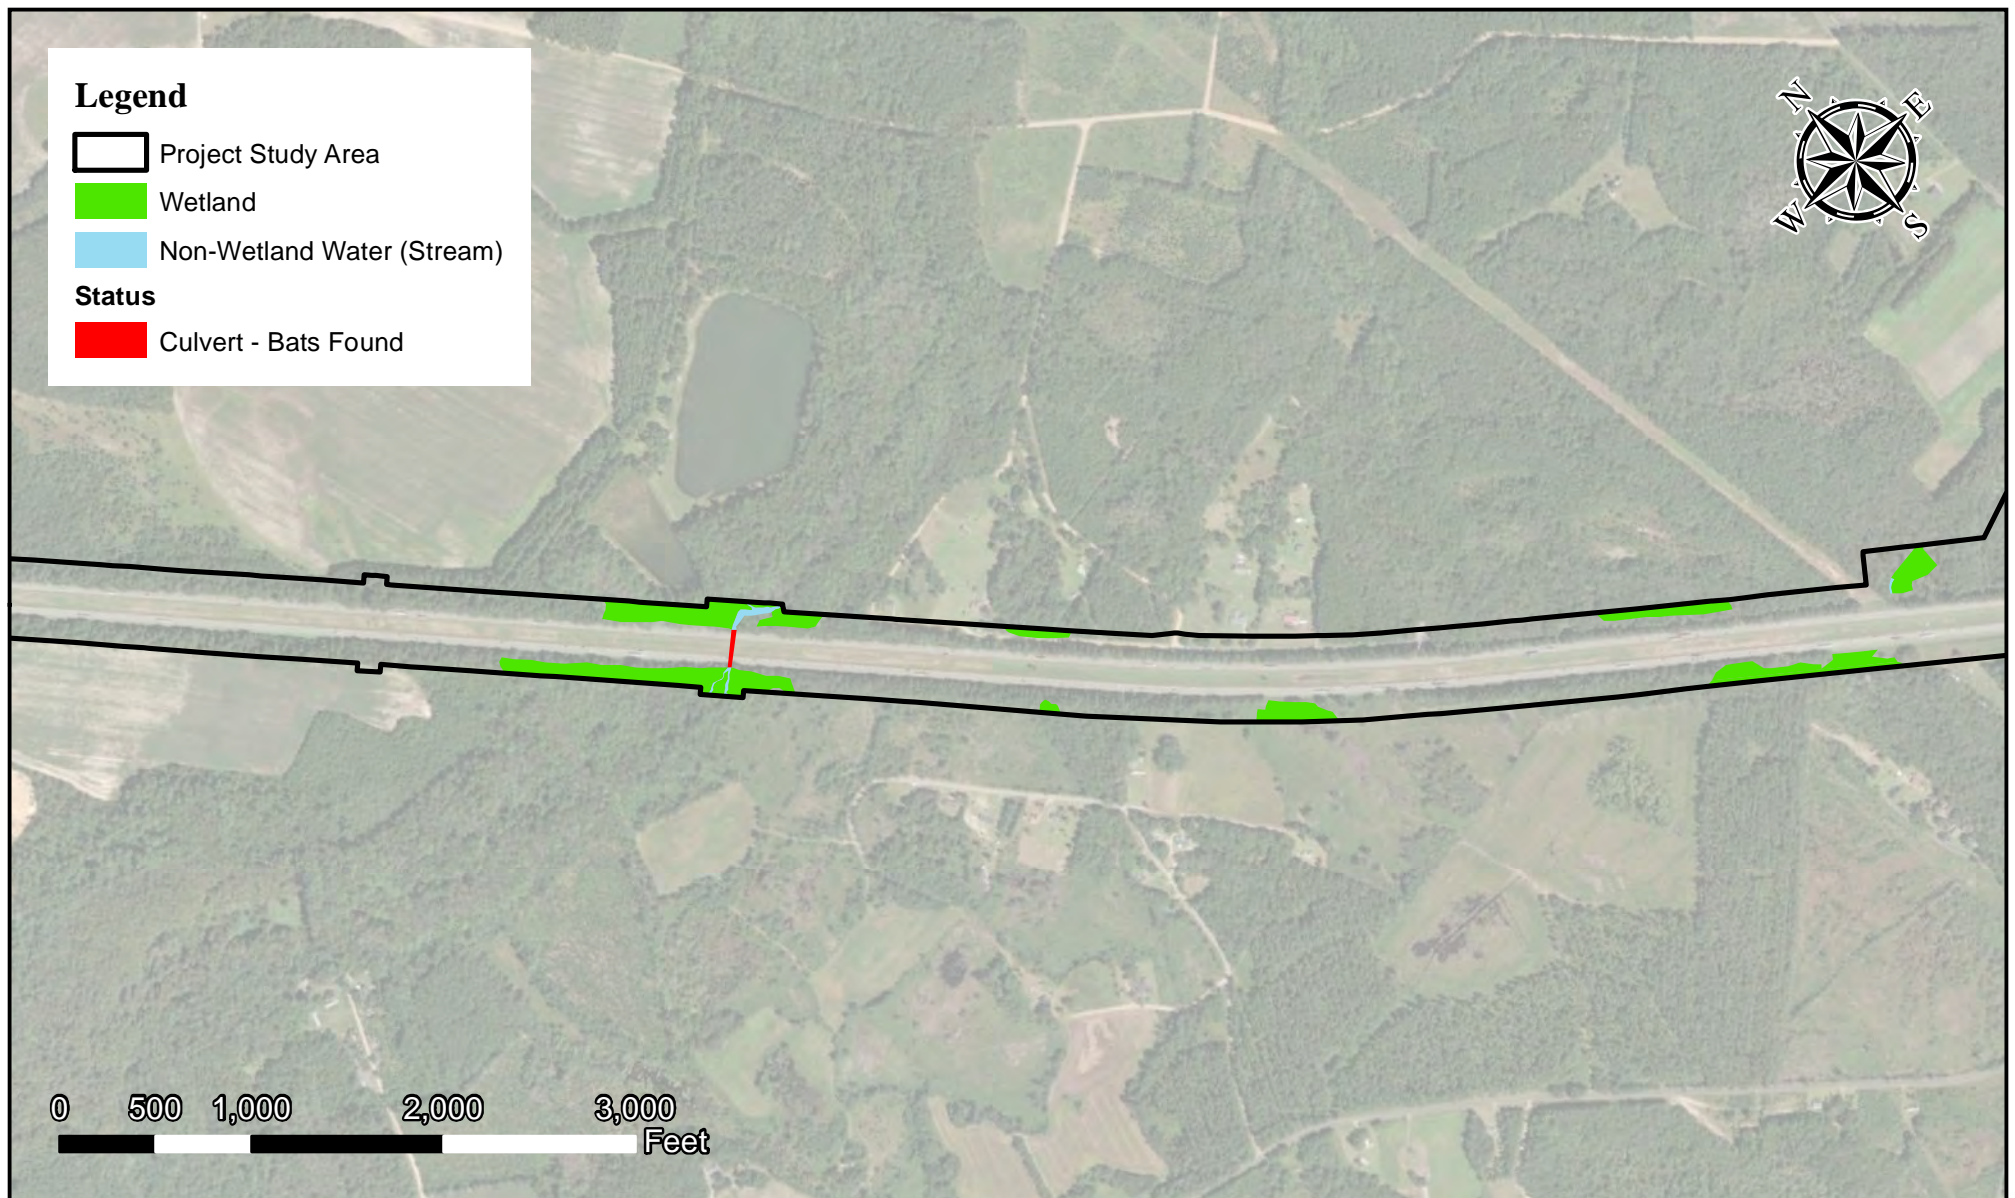 Legend
Project Study Area
Wetland
Non-Wetland Water (Stream)
Status
Culvert - Bats Found
N
E
W
S
0 500 1,000 2,000 3,000
Feet